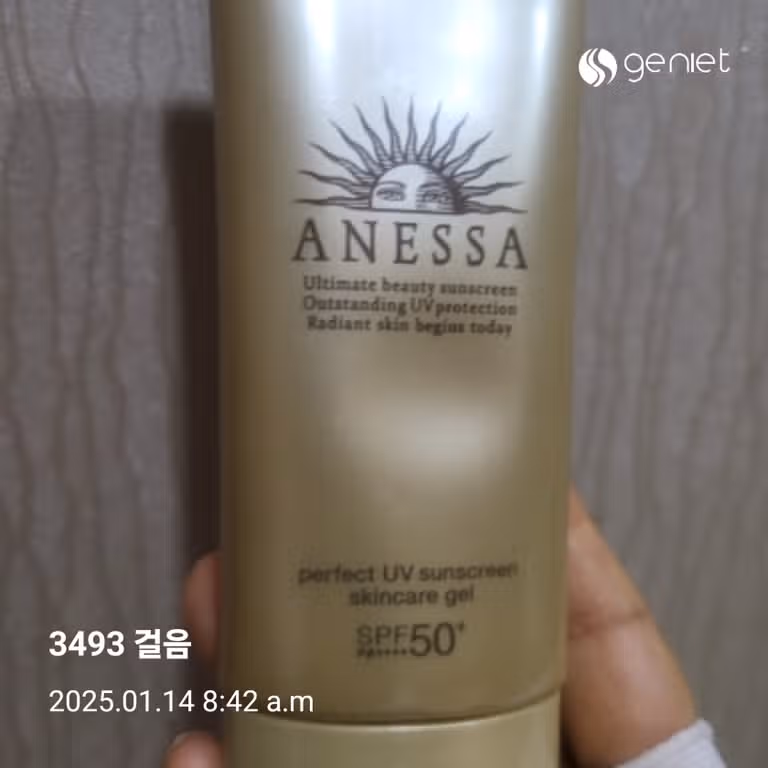 geniet
ANESSA
Ultimate beauty sunscreen
Outstanding UV protection
Radiant skin begins today
perfect UV sunscreen
skincare gel
SPF50+
PA++++
3493 걸음
2025.01.14 8:42 a.m